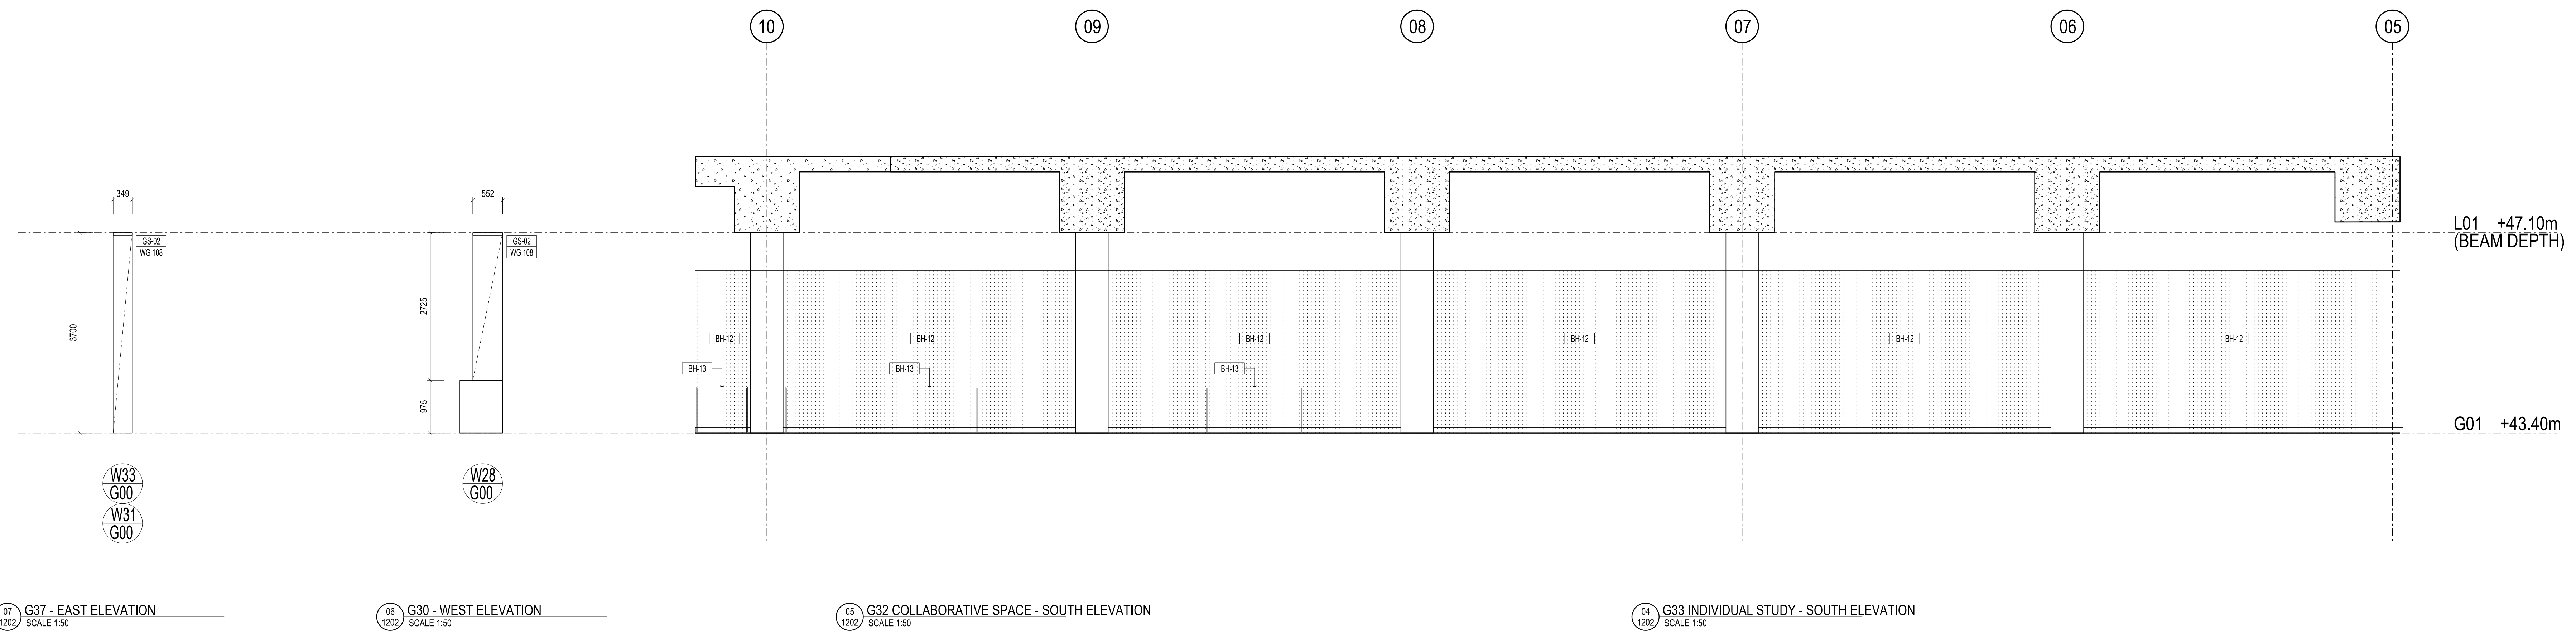 10
09
08
07
06
05
349
552
GS-02
WG 108
GS-02
WG 108
L01 +47.10m
(BEAM DEPTH)
3700
2725
975
BH-12
BH-12
BH-12
BH-12
BH-12
BH-12
BH-13
BH-13
BH-13
G01 +43.40m
W33
G00
W31
G00
W28
G00
07
1202
G37 - EAST ELEVATION
SCALE 1:50
06
1202
G30 - WEST ELEVATION
SCALE 1:50
05
1202
G32 COLLABORATIVE SPACE - SOUTH ELEVATION
SCALE 1:50
04
1202
G33 INDIVIDUAL STUDY - SOUTH ELEVATION
SCALE 1:50